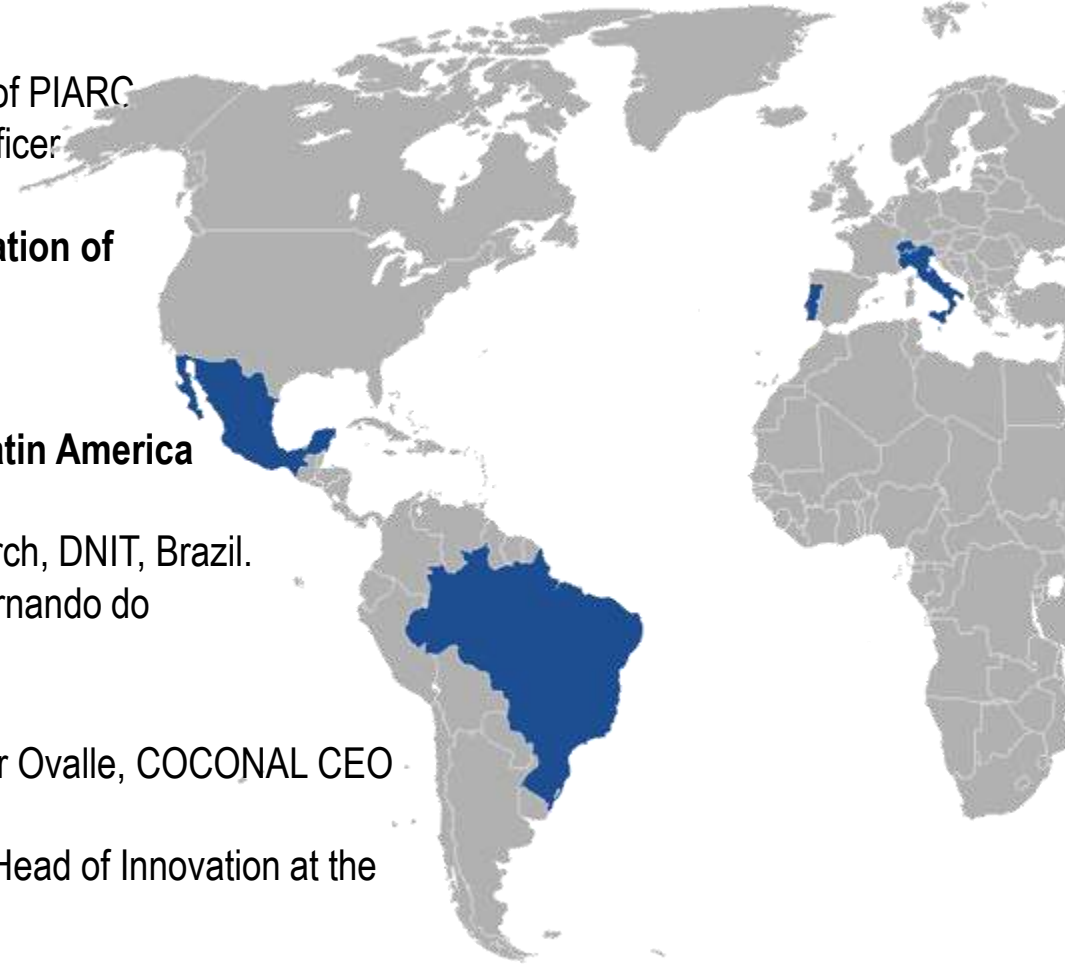 of PIARC
ficer
ation of
atin America
rch, DNIT, Brazil.
rnando do
r Ovalle, COCONAL CEO
Head of Innovation at the